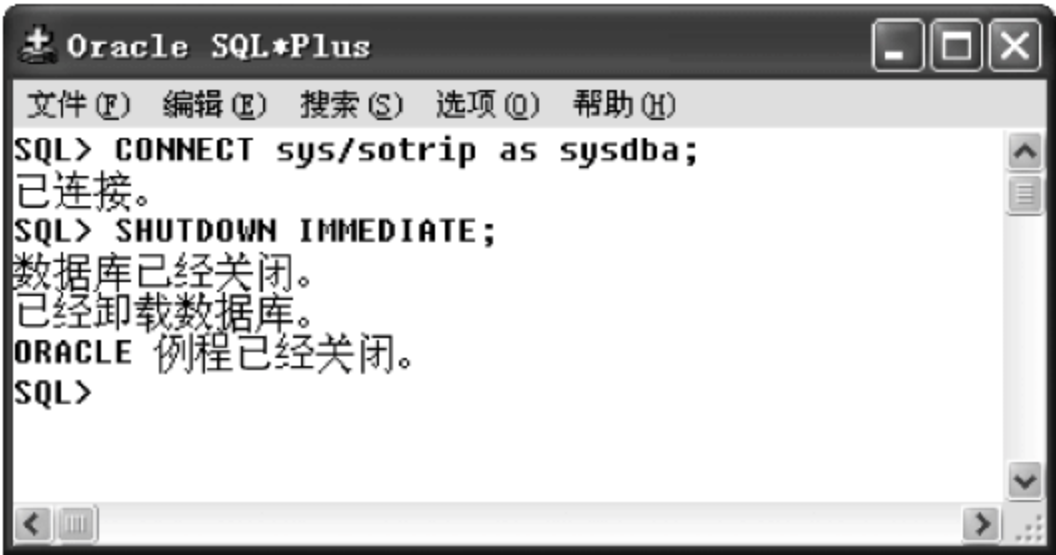 Oracle SQL*Plus
文件(F) 编辑(E) 搜索(S) 选项(O) 帮助(H)
SQL> CONNECT sys/sotrip as sysdba;
已连接。
SQL> SHUTDOWN IMMEDIATE;
数据库已经关闭。
已经卸载数据库。
ORACLE 例程已经关闭。
SQL>